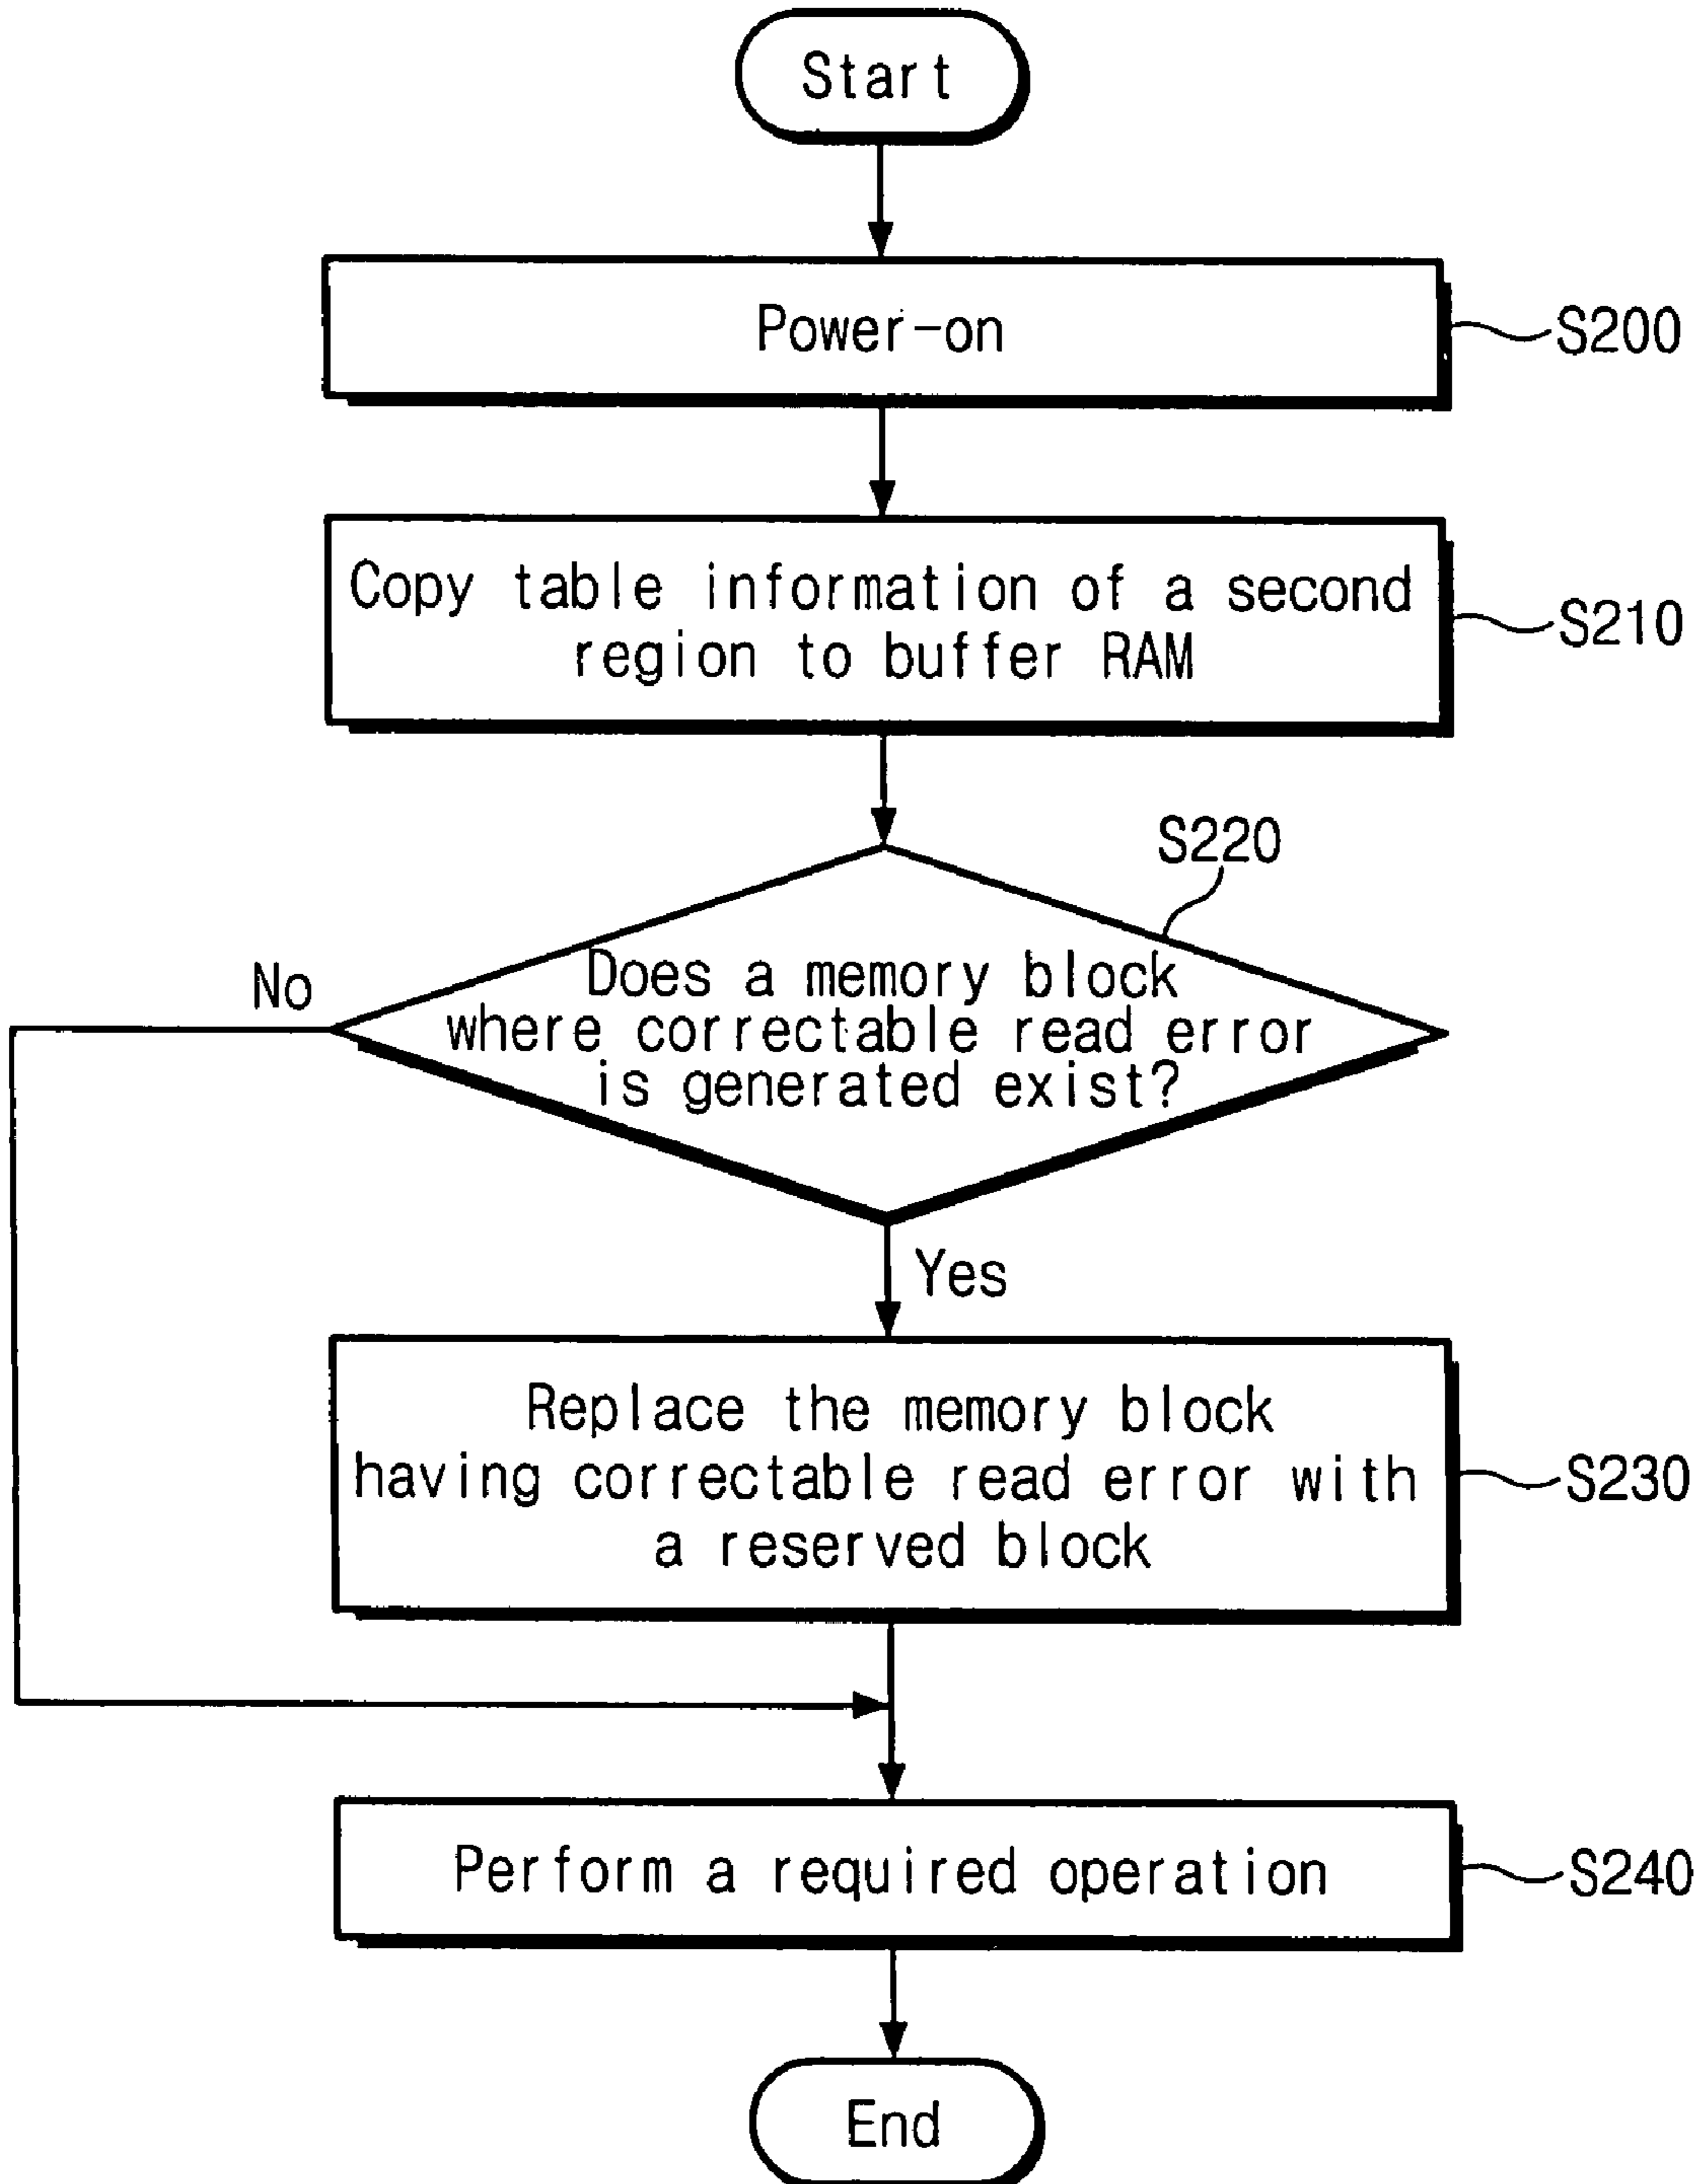 Start
Power-on
S200
Copy table information of a second
region to buffer RAM
S210
S220
Does a memory block
where correctable read error
is generated exist?
No
Yes
Replace the memory block
having correctable read error with
a reserved block
S230
Perform a required operation
S240
End